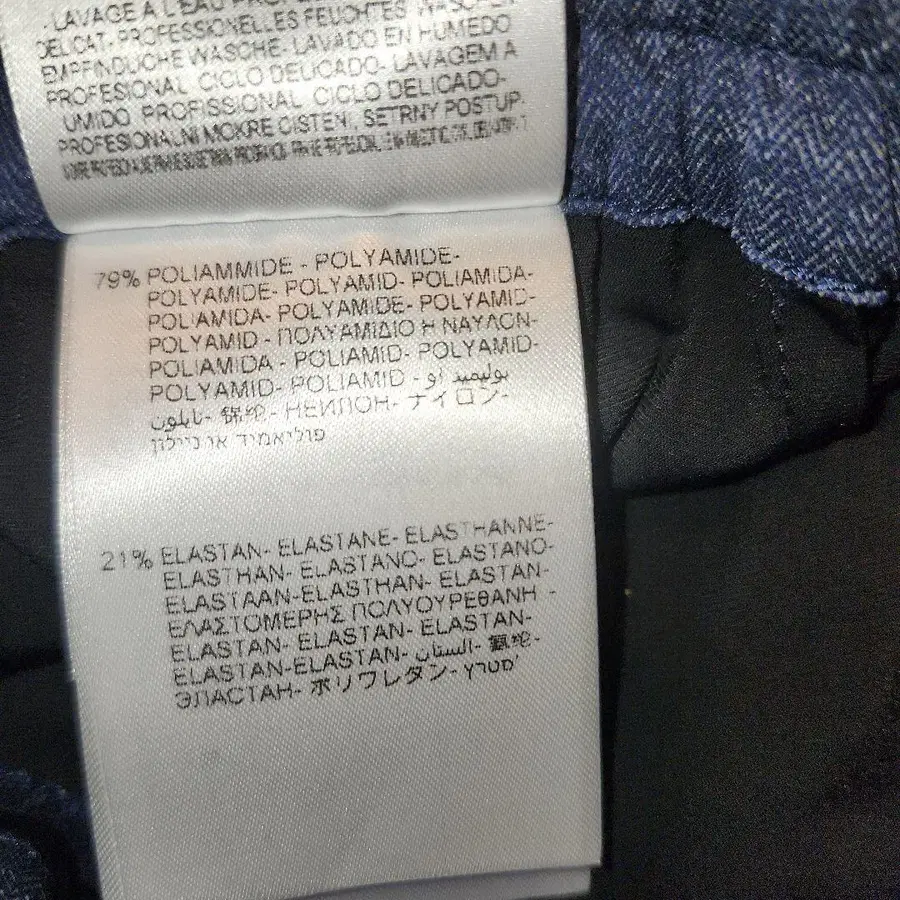 LAVAGE À L'EAU
DELICAT- PROFESSIONELLES FEUCHTES WASCHEN
EMPFINDLICHE WASCHE- LAVADO EN HUMEDO
PROFESIONAL CICLO DELICADO- LAVAGEM A
UMIDO PROFISSIONAL CICLO DELICADO-
PROFESIONALNI MOKRE CISTENI, SETRNY POSTUP.
79% POLIAMMIDE - POLYAMIDE-
POLYAMIDE- POLYAMID- POLIAMIDA-
POLIAMIDA- POLYAMIDE- POLYAMID-
POLYAMID - ΠΟΛΥΑΜΙΔΙΟ Η ΝΑΥΛΟΝ-
POLIAMIDA - POLIAMID- POLYAMID-
POLYAMID- POLIAMID - بوليميد او
نايلون- 锦纶- НЕЙЛОН- ナイロン-
פוליאמיד או ניילון
21% ELASTAN- ELASTANE- ELASTHANNE-
ELASTHAN- ELASTANO- ELASTANO-
ELASTAAN- ELASTHAN- ELASTAN-
ΕΛΑΣΤΟΜΕΡΗΣ ΠΟΛΥΟΥΡΕΘΑΝΗ -
ELASTAN- ELASTAN- ELASTAN-
ELASTAN-ELASTAN- الستان- 氨纶-
ЭЛАСТАН- ポリウレタン- סטרץ'